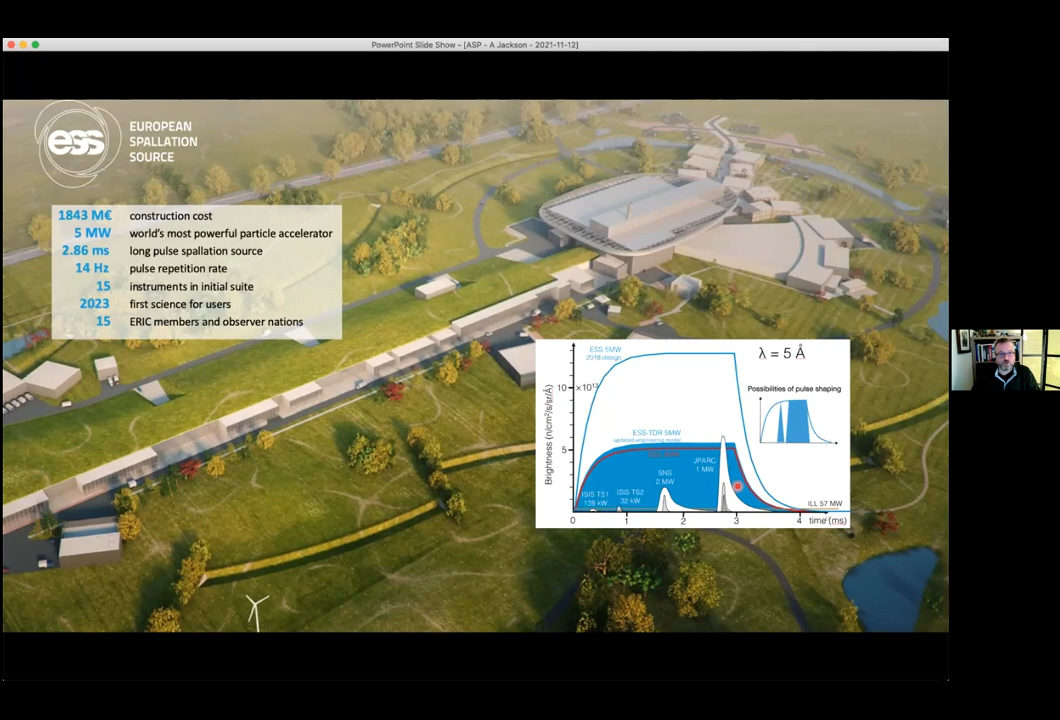 PowerPoint Slide Show - [ASP - A Jackson - 2021-11-12]
ess
EUROPEAN
SPALLATION
SOURCE
1843 M€ construction cost
5 MW world's most powerful particle accelerator
2.86 ms long pulse spallation source
14 Hz pulse repetition rate
15 instruments in initial suite
2023 first science for users
15 ERIC members and observer nations
ESS 5MW
2018 design
λ = 5 Å
Possibilities of pulse shaping
Brightness (n/cm²/s/sr/Å)
10
×10¹³
5
ESS-TDR 5MW
updated engineering model
JPARC
1 MW
SNS
2 MW
ISIS TS1
128 kW
ISIS TS2
32 kW
ILL 57 MW
0 1 2 3 4 time (ms)